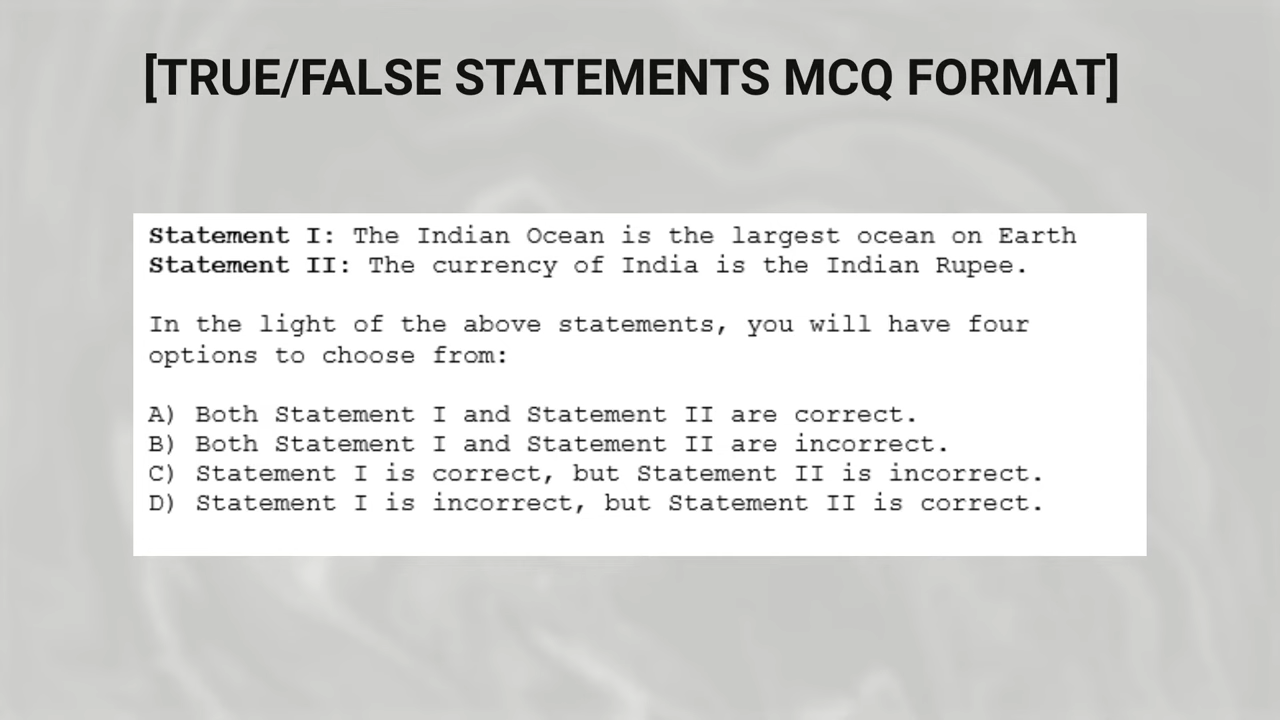 [TRUE/FALSE STATEMENTS MCQ FORMAT]
Statement I: The Indian Ocean is the largest ocean on Earth
Statement II: The currency of India is the Indian Rupee.
In the light of the above statements, you will have four
options to choose from:
A) Both Statement I and Statement II are correct.
B) Both Statement I and Statement II are incorrect.
C) Statement I is correct, but Statement II is incorrect.
D) Statement I is incorrect, but Statement II is correct.